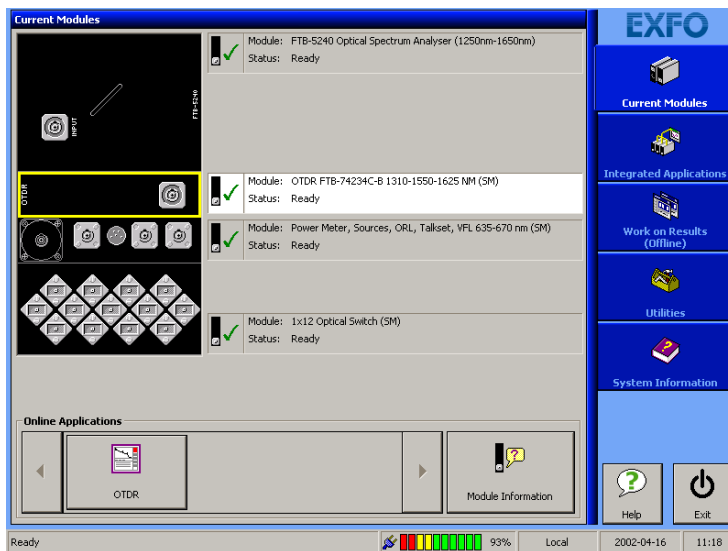 Current Modules
EXFO
Module: FTB-5240 Optical Spectrum Analyser (1250nm-1650nm)
Status: Ready
FTB-5240
INPUT
Current Modules
Integrated Applications
OTDR
Module: OTDR FTB-74234C-B 1310-1550-1625 NM (SM)
Status: Ready
Module: Power Meter, Sources, ORL, Talkset, VFL 635-670 nm (SM)
Status: Ready
Work on Results
(Offline)
Utilities
Module: 1x12 Optical Switch (SM)
Status: Ready
System Information
Online Applications
OTDR
Module Information
Help
Exit
Ready
93%
Local
2002-04-16
11:18